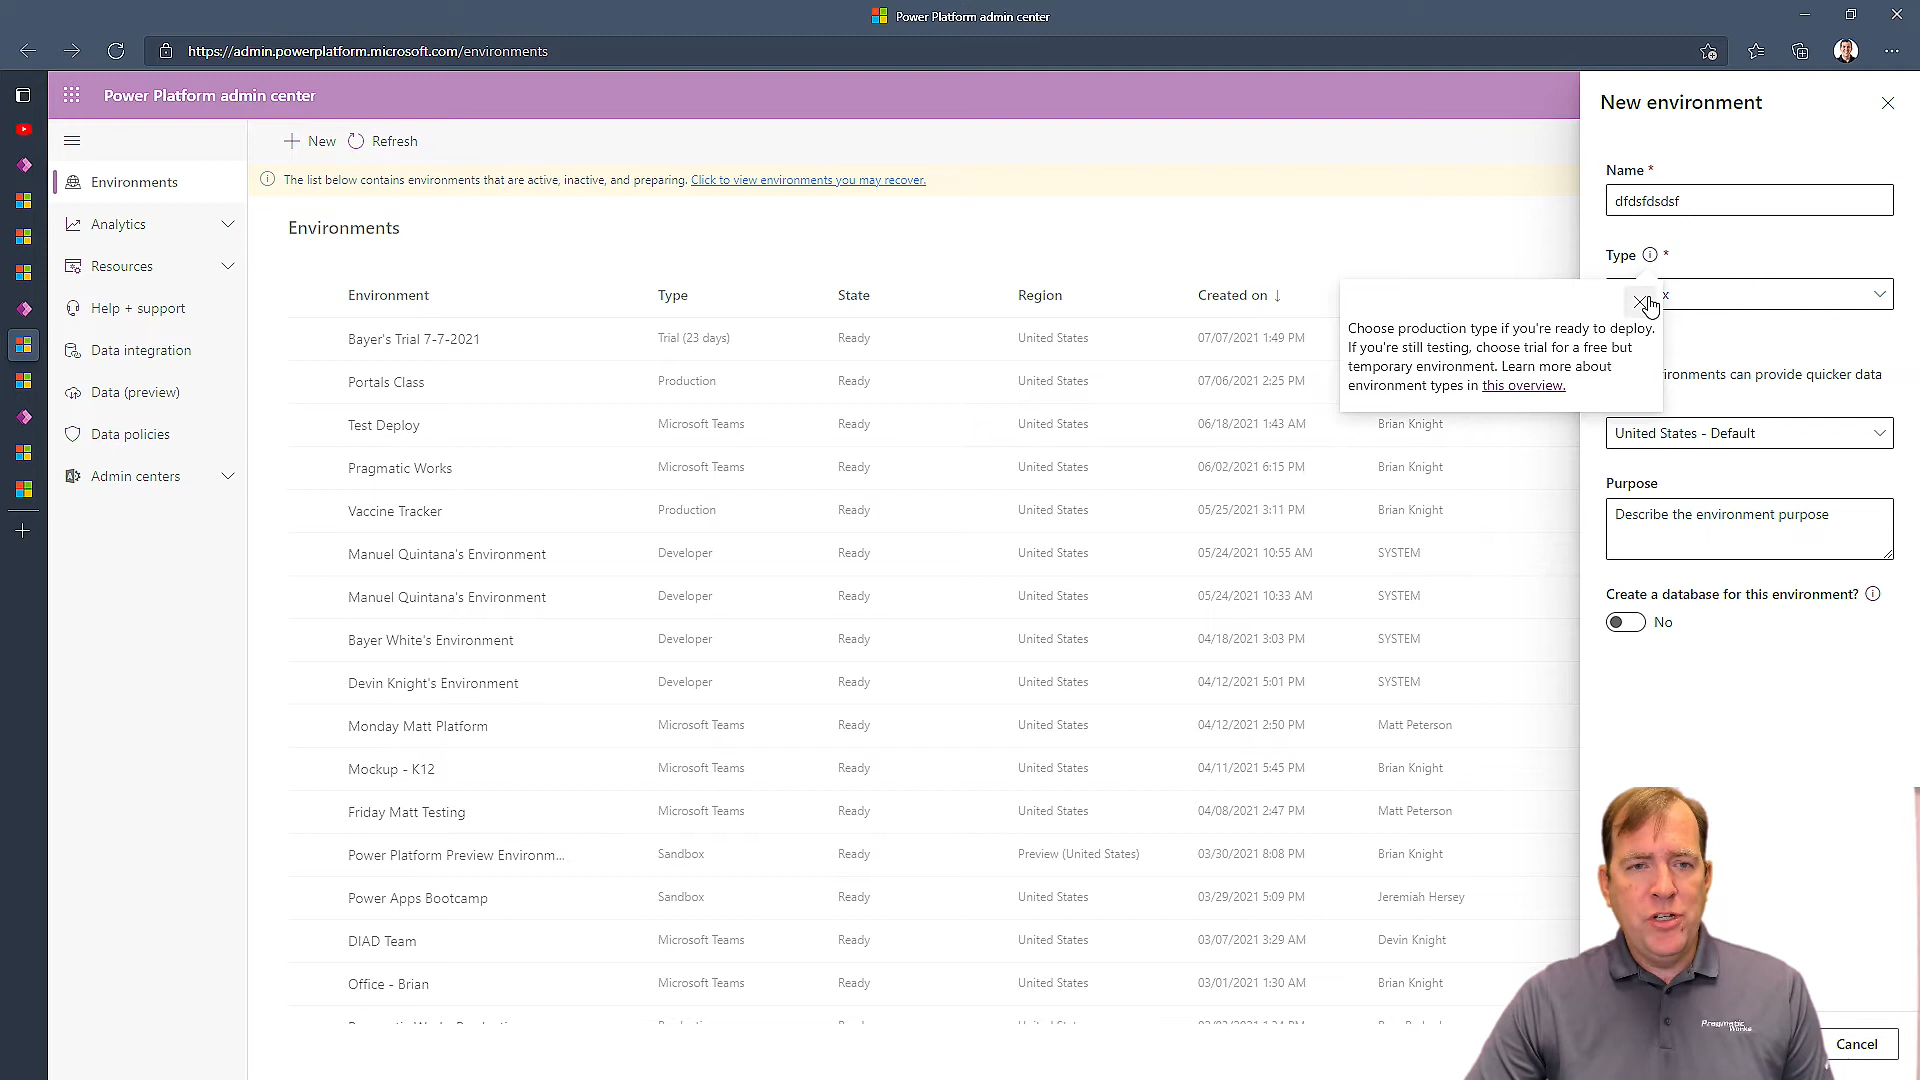 Power Platform admin center
https://admin.powerplatform.microsoft.com/environments
Power Platform admin center
New
Refresh
The list below contains environments that are active, inactive, and preparing. Click to view environments you may recover.
Environments
Analytics
Resources
Help + support
Data integration
Data (preview)
Data policies
Admin centers
Environments
Environment Type State Region Created on ↓
Bayer's Trial 7-7-2021 Trial (23 days) Ready United States 07/07/2021 1:49 PM
Portals Class Production Ready United States 07/06/2021 2:25 PM
Test Deploy Microsoft Teams Ready United States 06/18/2021 1:43 AM Brian Knight
Pragmatic Works Microsoft Teams Ready United States 06/02/2021 6:15 PM Brian Knight
Vaccine Tracker Production Ready United States 05/25/2021 3:11 PM Brian Knight
Manuel Quintana's Environment Developer Ready United States 05/24/2021 10:55 AM SYSTEM
Manuel Quintana's Environment Developer Ready United States 05/24/2021 10:33 AM SYSTEM
Bayer White's Environment Developer Ready United States 04/18/2021 3:03 PM SYSTEM
Devin Knight's Environment Developer Ready United States 04/12/2021 5:01 PM SYSTEM
Monday Matt Platform Microsoft Teams Ready United States 04/12/2021 2:50 PM Matt Peterson
Mockup - K12 Microsoft Teams Ready United States 04/11/2021 5:45 PM Brian Knight
Friday Matt Testing Microsoft Teams Ready United States 04/08/2021 2:47 PM Matt Peterson
Power Platform Preview Environm... Sandbox Ready Preview (United States) 03/30/2021 8:08 PM Brian Knight
Power Apps Bootcamp Sandbox Ready United States 03/29/2021 5:09 PM Jeremiah Hersey
DIAD Team Microsoft Teams Ready United States 03/07/2021 3:29 AM Devin Knight
Office - Brian Microsoft Teams Ready United States 03/01/2021 1:30 AM Brian Knight
New environment
Name *
dfdsfdsdsf
Type *
x
Choose production type if you're ready to deploy.
If you're still testing, choose trial for a free but
temporary environment. Learn more about
environment types in this overview.
ironments can provide quicker data
United States - Default
Purpose
Describe the environment purpose
Create a database for this environment?
No
Cancel
Pragmatic
Works